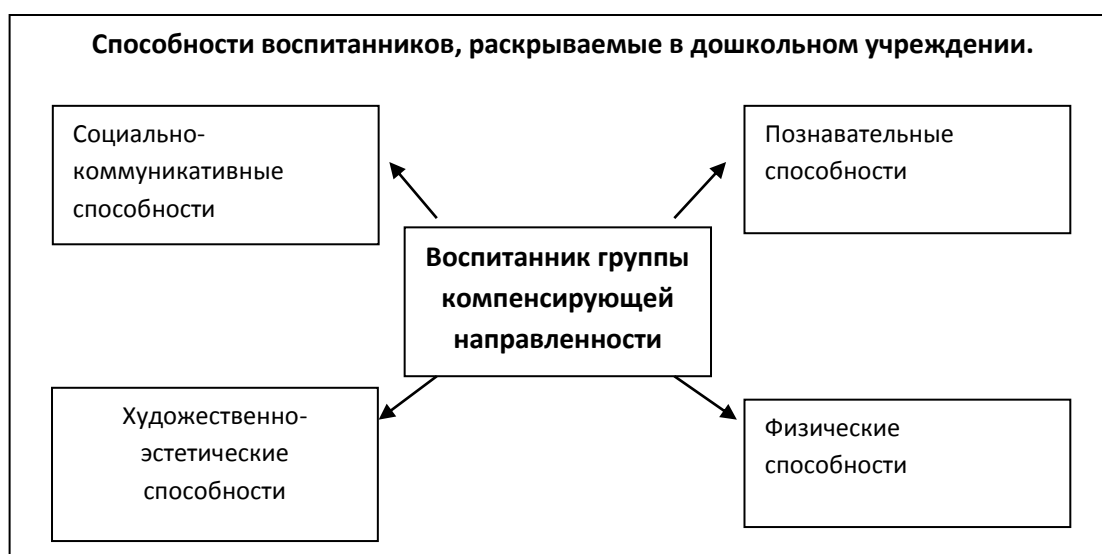 Способности воспитанников, раскрываемые в дошкольном учреждении.
Социально-
коммуникативные
способности
Познавательные
способности
Воспитанник группы
компенсирующей
направленности
Художественно-
эстетические
способности
Физические
способности